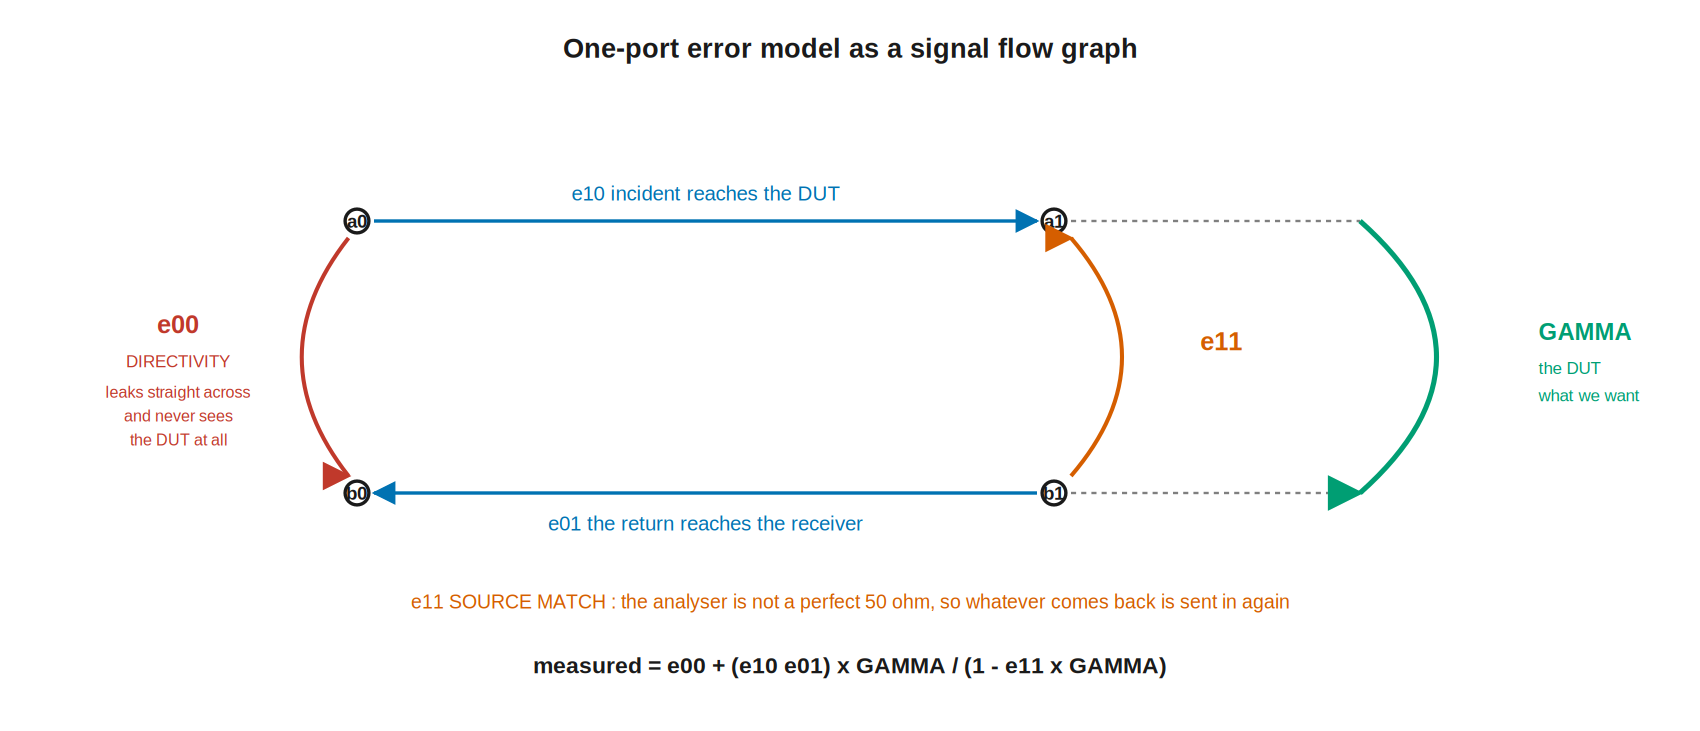 One-port error model as a signal flow graph
e10 incident reaches the DUT
a0
a1
e00
DIRECTIVITY
leaks straight across
and never sees
the DUT at all
e11
GAMMA
the DUT
what we want
b0
b1
e01 the return reaches the receiver
e11 SOURCE MATCH : the analyser is not a perfect 50 ohm, so whatever comes back is sent in again
measured = e00 + (e10 e01) x GAMMA / (1 - e11 x GAMMA)